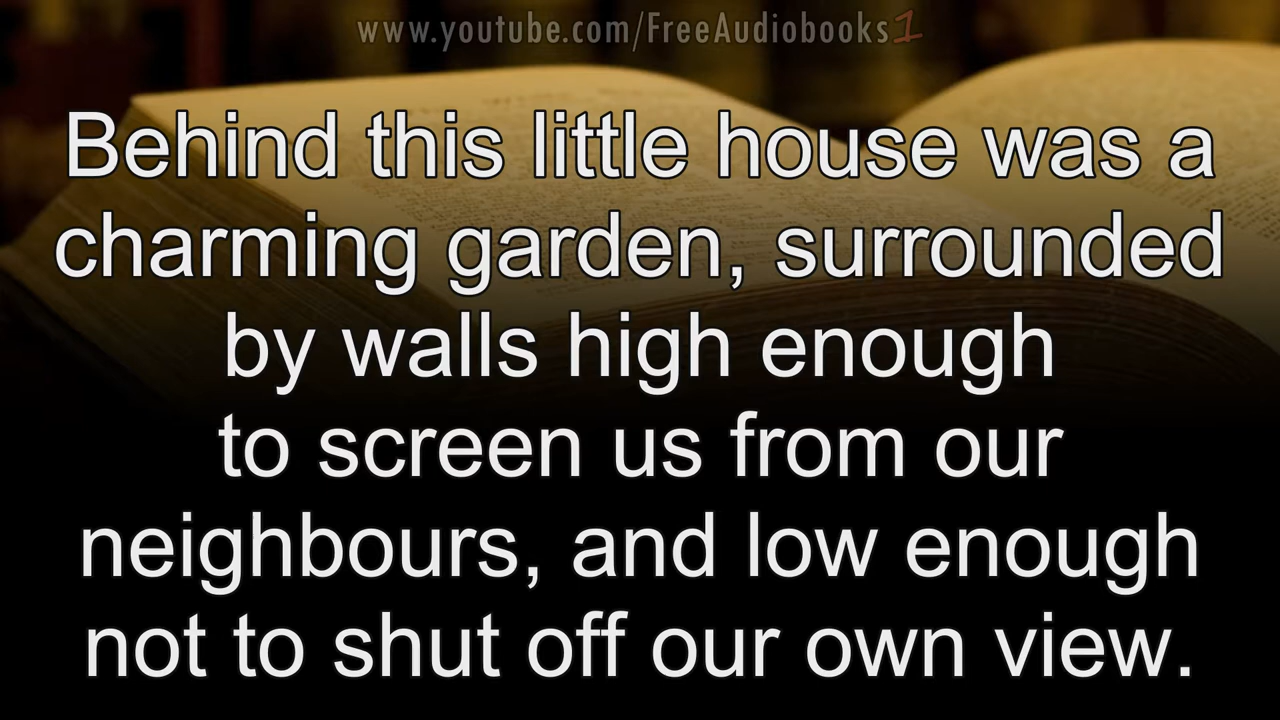 www.youtube.com/FreeAudiobooks1
Behind this little house was a
charming garden, surrounded
by walls high enough
to screen us from our
neighbours, and low enough
not to shut off our own view.